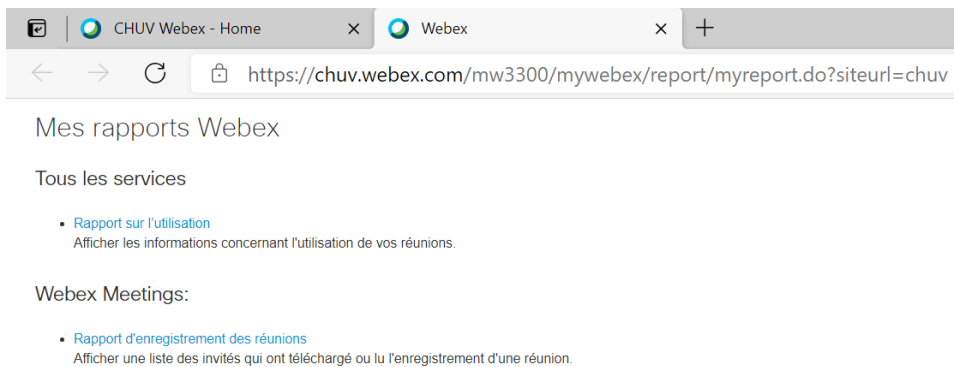 CHUV Webex - Home
Webex
https://chuv.webex.com/mw3300/mywebex/report/myreport.do?siteurl=chuv
Mes rapports Webex
Tous les services
• Rapport sur l'utilisation
Afficher les informations concernant l'utilisation de vos réunions.
Webex Meetings:
• Rapport d'enregistrement des réunions
Afficher une liste des invités qui ont téléchargé ou lu l'enregistrement d'une réunion.